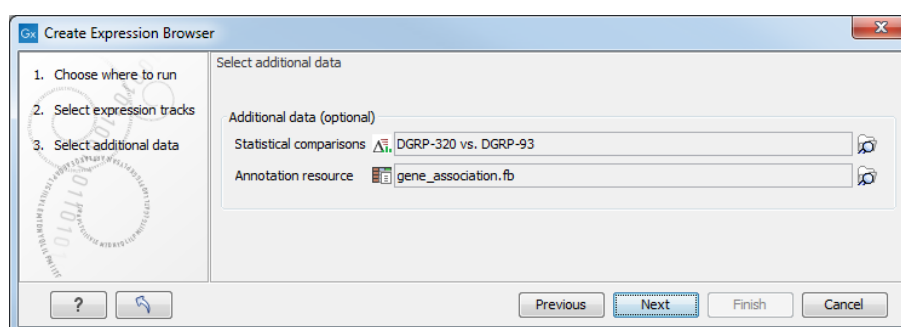 Gx Create Expression Browser
1. Choose where to run
2. Select expression tracks
3. Select additional data
Select additional data
Additional data (optional)
Statistical comparisons DGRP-320 vs. DGRP-93
Annotation resource gene_association.fb
? Previous Next Finish Cancel